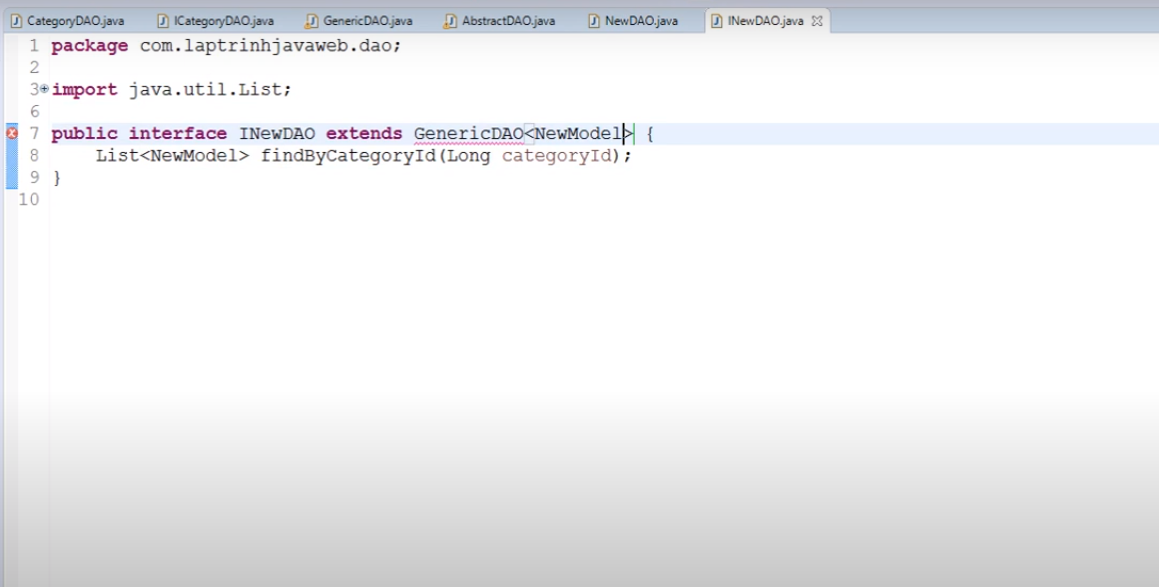 CategoryDAO.java ICategoryDAO.java GenericDAO.java AbstractDAO.java NewDAO.java INewDAO.java
1 package com.laptrinhjavaweb.dao;
2
3 import java.util.List;
6
7 public interface INewDAO extends GenericDAO<NewModel> {
8 List<NewModel> findByCategoryId(Long categoryId);
9 }
10